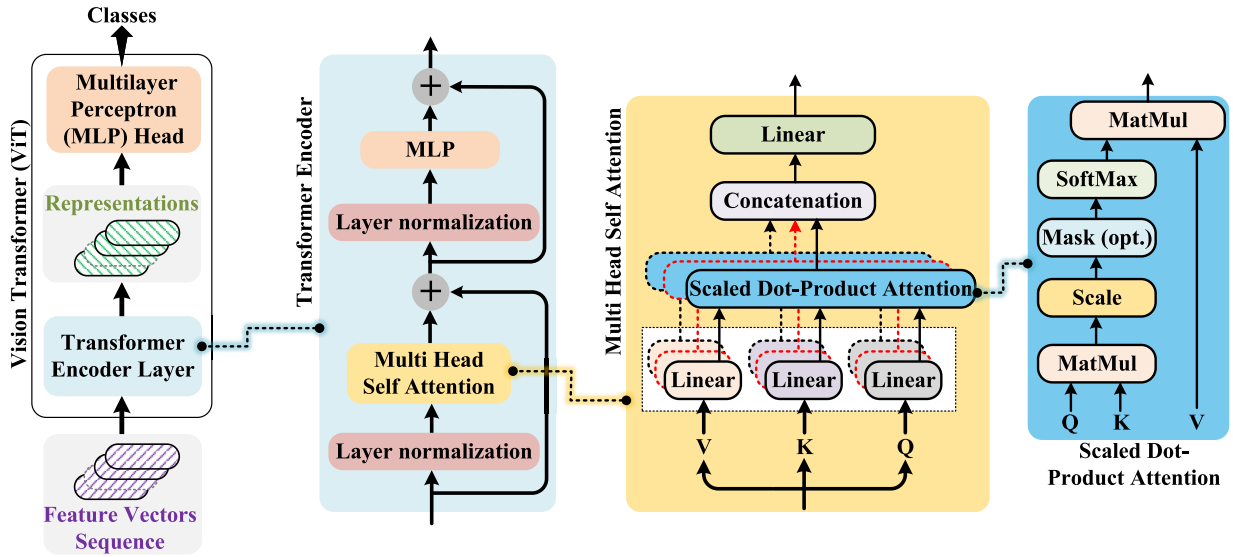 Classes
Vision Transformer (ViT)
Multilayer
Perceptron
(MLP) Head
Representations
Transformer
Encoder Layer
Feature Vectors
Sequence
Transformer Encoder
+
MLP
Layer normalization
+
Multi Head
Self Attention
Layer normalization
Multi Head Self Attention
Linear
Concatenation
Scaled Dot-Product Attention
Linear
Linear
Linear
V
K
Q
MatMul
SoftMax
Mask (opt.)
Scale
MatMul
Q
K
V
Scaled Dot-
Product Attention